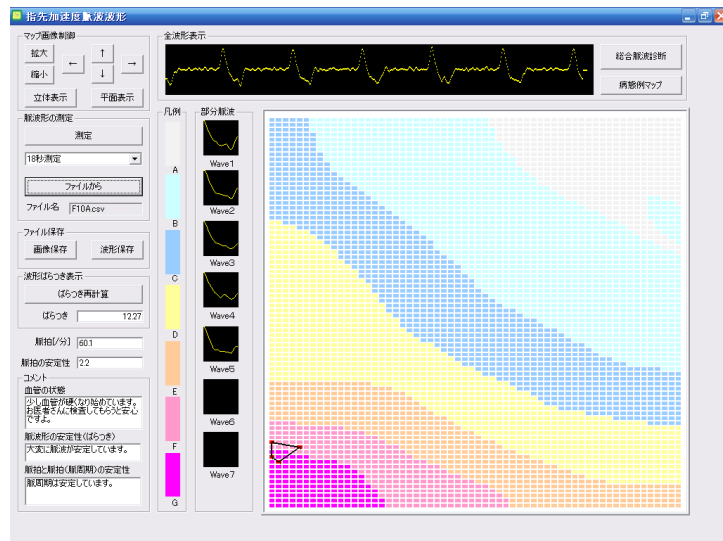 指先加速度脈波波形
マップ画像制御
拡大
縮小
←
↑
↓
→
立体表示
平面表示
脈波形の測定
測定
18秒測定
ファイルから
ファイル名
F10A.csv
ファイル保存
画像保存
波形保存
波形ばらつき表示
ばらつき再計算
ばらつき
12.27
脈拍[/分]
60.1
脈拍の安定性
2.2
コメント
血管の状態
少し血管が硬くなり始めています。
お医者さんに検査してもらうと安心
ですよ。
脈波形の安定性(ばらつき)
大変に脈波が安定しています。
脈拍と脈拍(脈周期)の安定性
脈周期は安定しています。
全波形表示
総合脈波診断
病態例マップ
凡例
A
B
C
D
E
F
G
部分脈波
Wave1
Wave2
Wave3
Wave4
Wave5
Wave6
Wave7